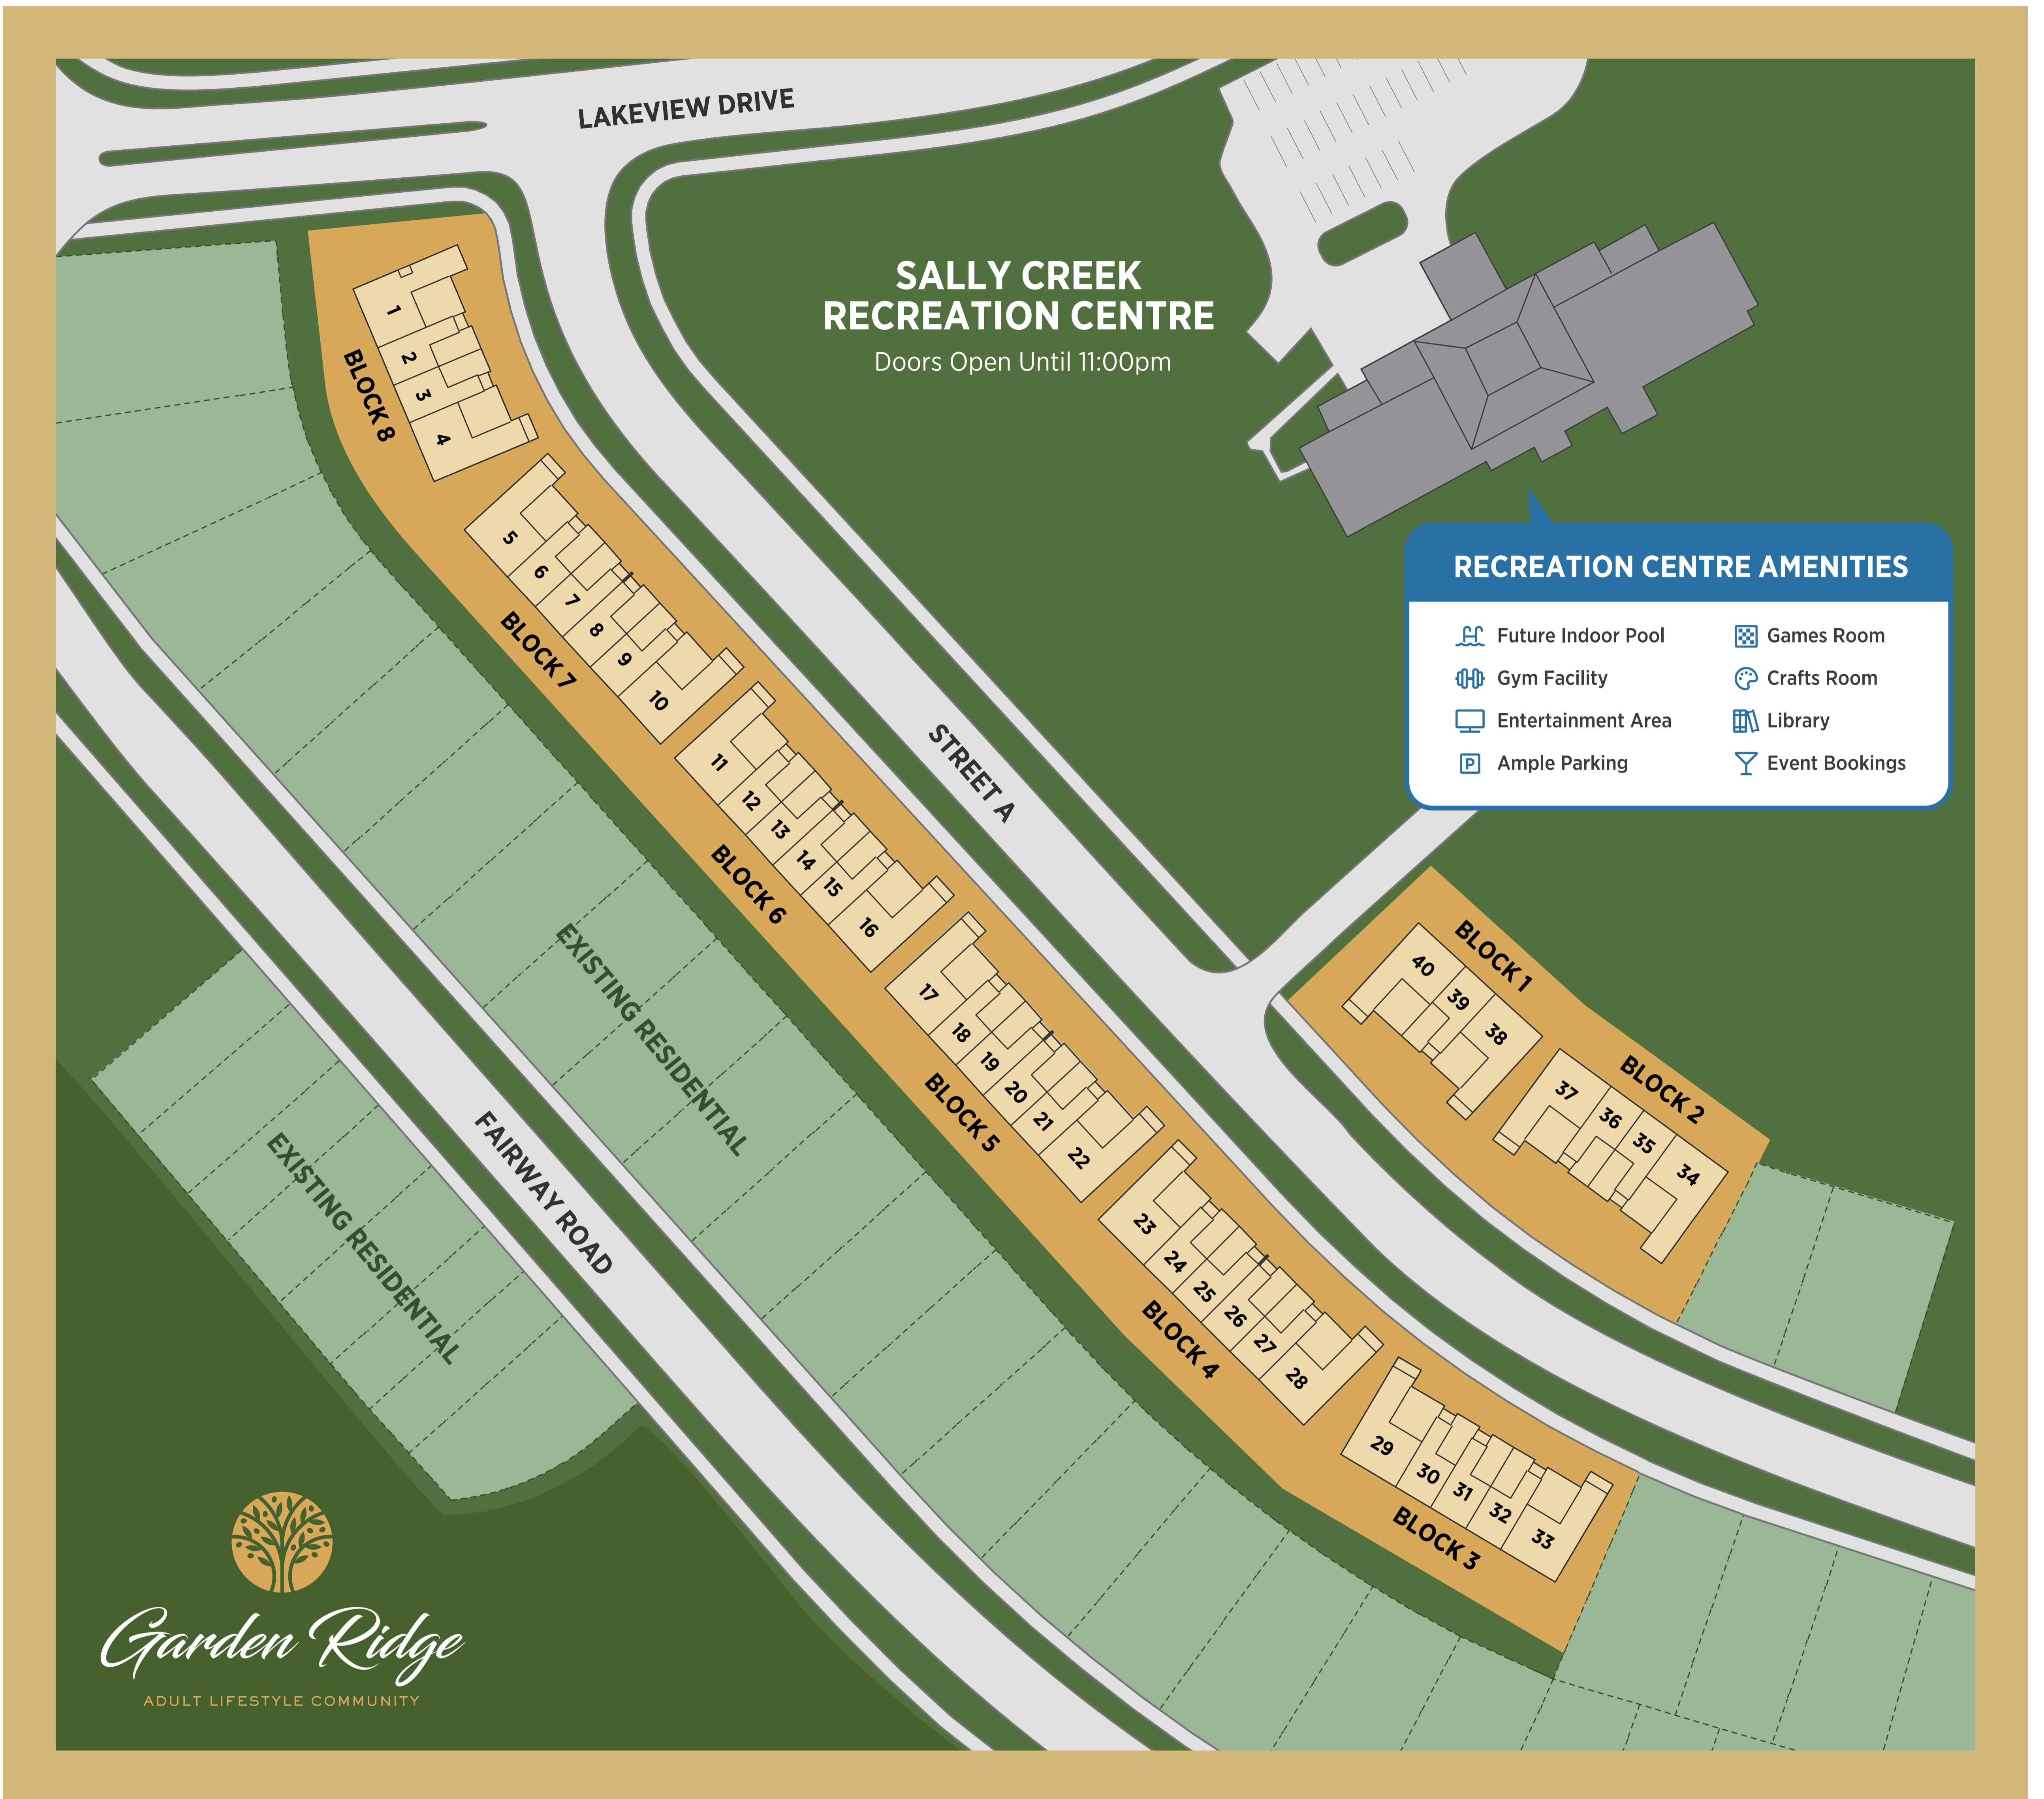 LAKEVIEW DRIVE
SALLY CREEK
RECREATION CENTRE
Doors Open Until 11:00pm
RECREATION CENTRE AMENITIES
Future Indoor Pool
Games Room
Gym Facility
Crafts Room
Entertainment Area
Library
P
Ample Parking
Event Bookings
STREET A
BLOCK 8
1
2
3
4
BLOCK 7
5
6
7
8
9
10
BLOCK 6
11
12
13
14
15
16
BLOCK 5
17
18
19
20
21
22
BLOCK 4
23
24
25
26
27
28
BLOCK 3
29
30
31
32
33
BLOCK 1
40
39
38
BLOCK 2
37
36
35
34
EXISTING RESIDENTIAL
EXISTING RESIDENTIAL
FAIRWAY ROAD
Garden Ridge
ADULT LIFESTYLE COMMUNITY